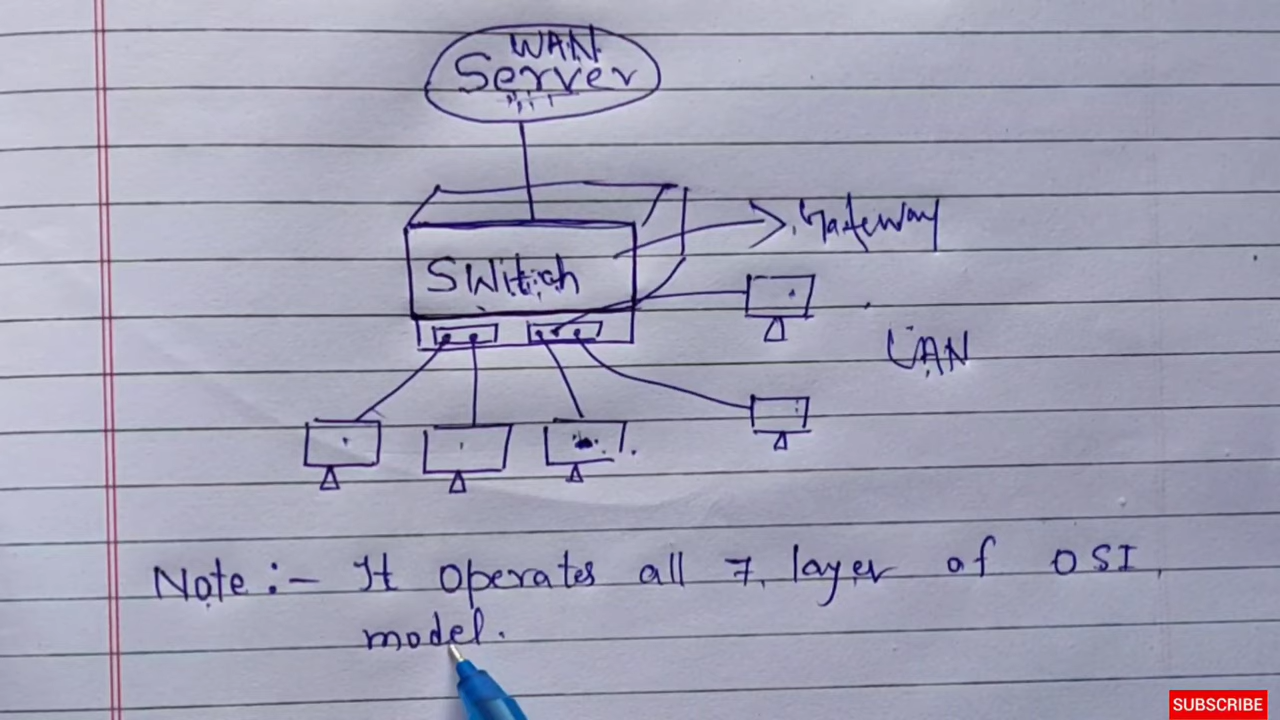 WAN
Server
Gateway
Switch
LAN
Note :- It operates all 7 layer of OSI
model.
SUBSCRIBE